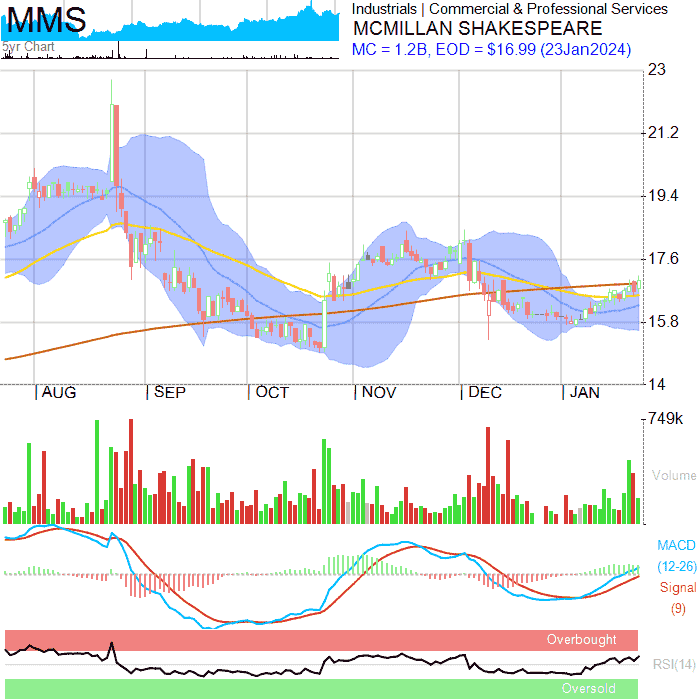 MMS
5yr Chart
Industrials | Commercial & Professional Services
MCMILLAN SHAKESPEARE
MC = 1.2B, EOD = $16.99 (23Jan2024)
23
21.2
19.4
17.6
15.8
14
AUG SEP OCT NOV DEC JAN
749k
Volume
MACD
(12-26)
Signal
(9)
Overbought
RSI(14)
Oversold